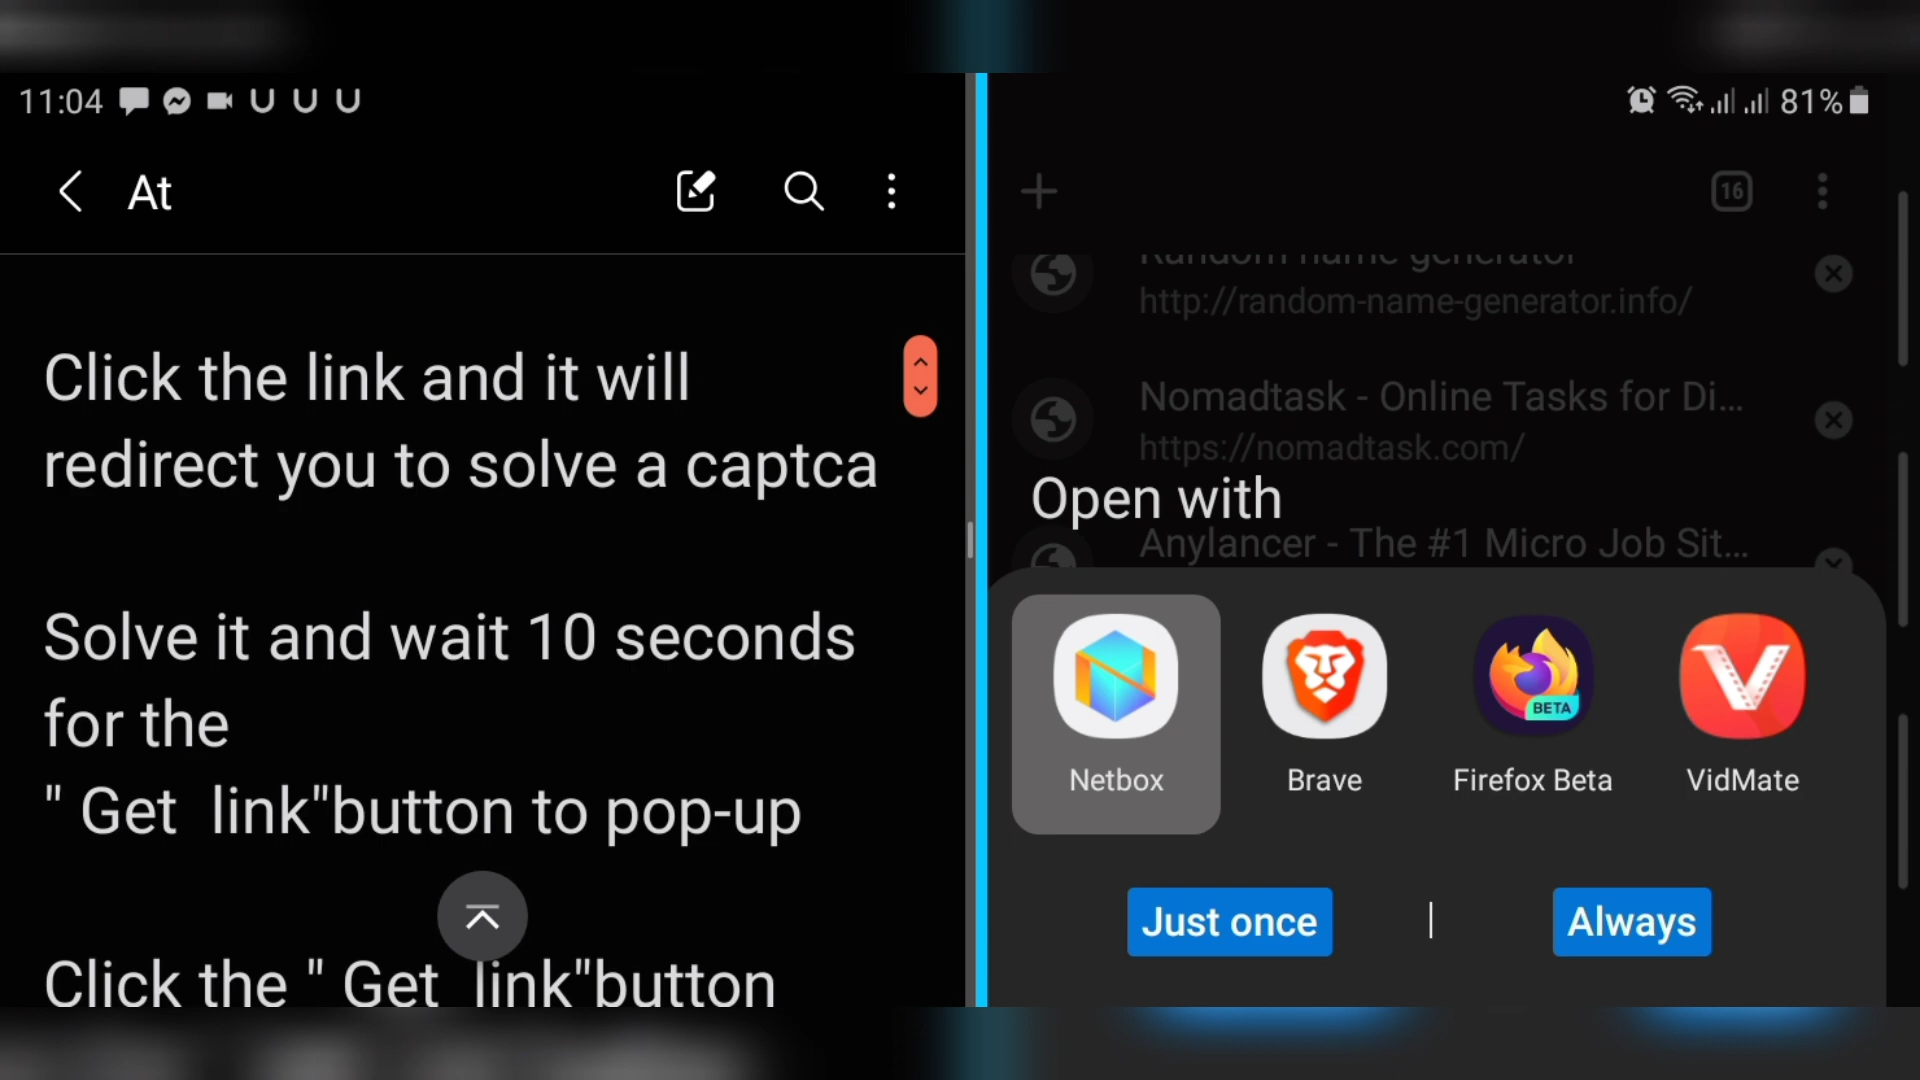 11:04
81%
At
16
Click the link and it will
redirect you to solve a captca
Solve it and wait 10 seconds
for the
" Get link"button to pop-up
Click the " Get link"button
Random name generator
http://random-name-generator.info/
Nomadtask - Online Tasks for Di...
https://nomadtask.com/
Open with
Anylancer - The #1 Micro Job Sit...
BETA
Netbox
Brave
Firefox Beta
VidMate
Just once
Always